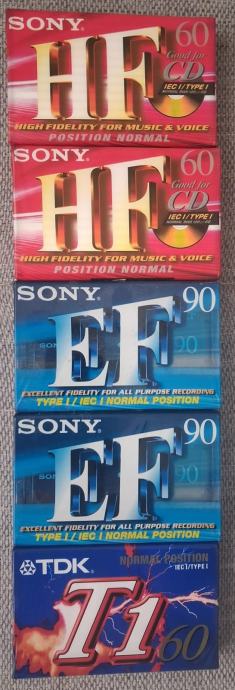 SONY
HF 60
Good for
CD
IEC I / TYPE I
HIGH FIDELITY FOR MUSIC & VOICE
POSITION NORMAL
SONY
HF 60
Good for
CD
IEC I / TYPE I
HIGH FIDELITY FOR MUSIC & VOICE
POSITION NORMAL
SONY
EF 90
EXCELLENT FIDELITY FOR ALL PURPOSE RECORDING
TYPE I / IEC I NORMAL POSITION
SONY
EF 90
EXCELLENT FIDELITY FOR ALL PURPOSE RECORDING
TYPE I / IEC I NORMAL POSITION
TDK
NORMAL POSITION
IEC I / TYPE I
T1 60